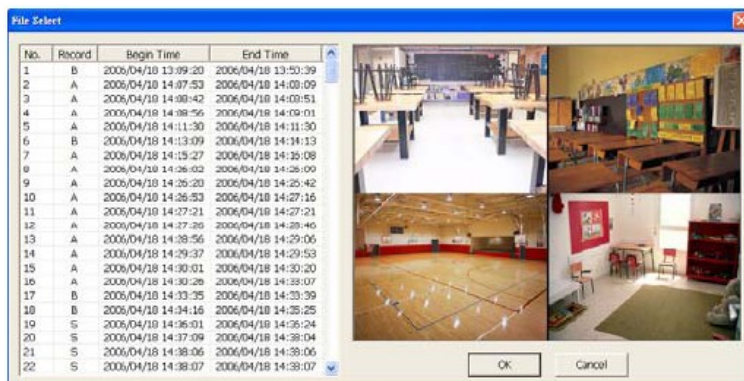 File Select
No. Record Begin Time End Time
1 B 2006/04/18 13:09:20 2006/04/18 13:50:39
2 A 2006/04/18 14:07:53 2006/04/18 14:08:09
3 A 2006/04/18 14:08:42 2006/04/18 14:08:51
4 A 2006/04/18 14:08:56 2006/04/18 14:09:01
5 A 2006/04/18 14:11:30 2006/04/18 14:11:30
6 B 2006/04/18 14:13:09 2006/04/18 14:14:13
7 A 2006/04/18 14:15:27 2006/04/18 14:16:08
8 A 2006/04/18 14:26:02 2006/04/18 14:26:09
9 A 2006/04/18 14:26:20 2006/04/18 14:26:42
10 A 2006/04/18 14:26:53 2006/04/18 14:27:16
11 A 2006/04/18 14:27:21 2006/04/18 14:27:21
12 A 2006/04/18 14:27:26 2006/04/18 14:28:46
13 A 2006/04/18 14:28:56 2006/04/18 14:29:06
14 A 2006/04/18 14:29:37 2006/04/18 14:29:53
15 A 2006/04/18 14:30:01 2006/04/18 14:30:20
16 A 2006/04/18 14:30:26 2006/04/18
17 B 2006/04/18 14:33:35 2006/04/18 14:33:39
18 B 2006/04/18 14:34:16 2006/04/18 14:35:25
19 S 2006/04/18 14:36:01 2006/04/18 14:36:24
20 S 2006/04/18 14:37:09 2006/04/18 14:38:04
21 S 2006/04/18 14:38:06 2006/04/18 14:38:06
22 S 2006/04/18 14:38:07 2006/04/18 14:38:07
OK Cancel